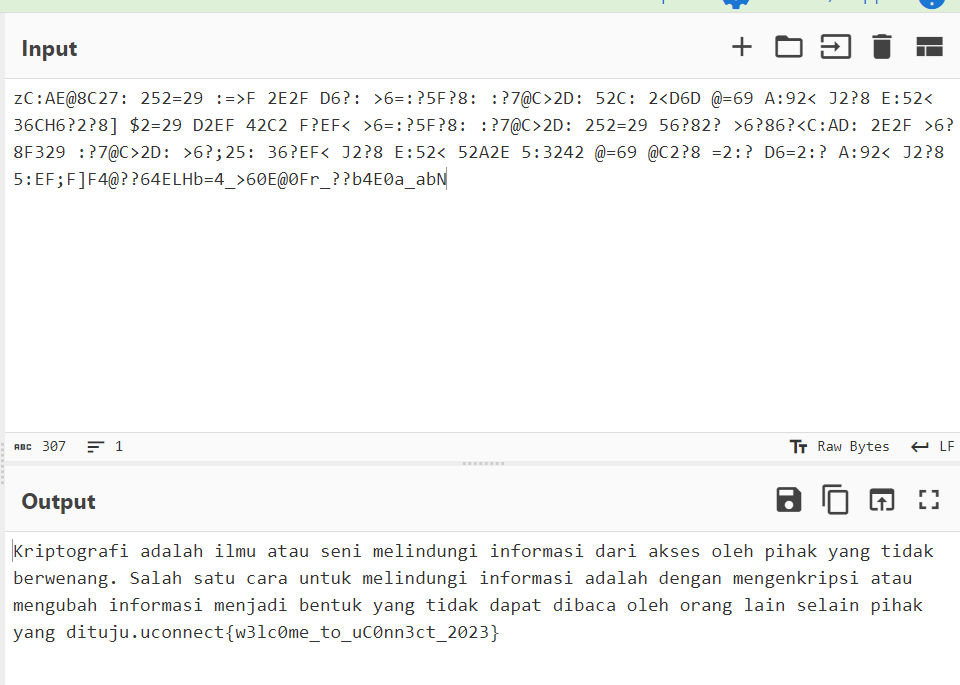 Input
zC:AE@8C27: 252=29 :=>F 2E2F D6?: >6=:?5F?8: :?7@C>2D: 52C: 2<D6D @=69 A:92< J2?8 E:52<
36CH6?2?8] $2=29 D2EF 42C2 F?EF< >6=:?5F?8: :?7@C>2D: 252=29 56?82? >6?86?<C:AD: 2E2F >6?
8F329 :?7@C>2D: >6?;25: 36?EF< J2?8 E:52< 52A2E 5:3242 @=69 @C2?8 =2:? D6=2:? A:92< J2?8
5:EF;F]F4@??64ELHb=4_>60E@0Fr_??b4E0a_abN
ABC 307 1 Raw Bytes LF
Output
Kriptografi adalah ilmu atau seni melindungi informasi dari akses oleh pihak yang tidak
berwenang. Salah satu cara untuk melindungi informasi adalah dengan mengenkripsi atau
mengubah informasi menjadi bentuk yang tidak dapat dibaca oleh orang lain selain pihak
yang dituju.uconnect{w3lc0me_to_uC0nn3ct_2023}